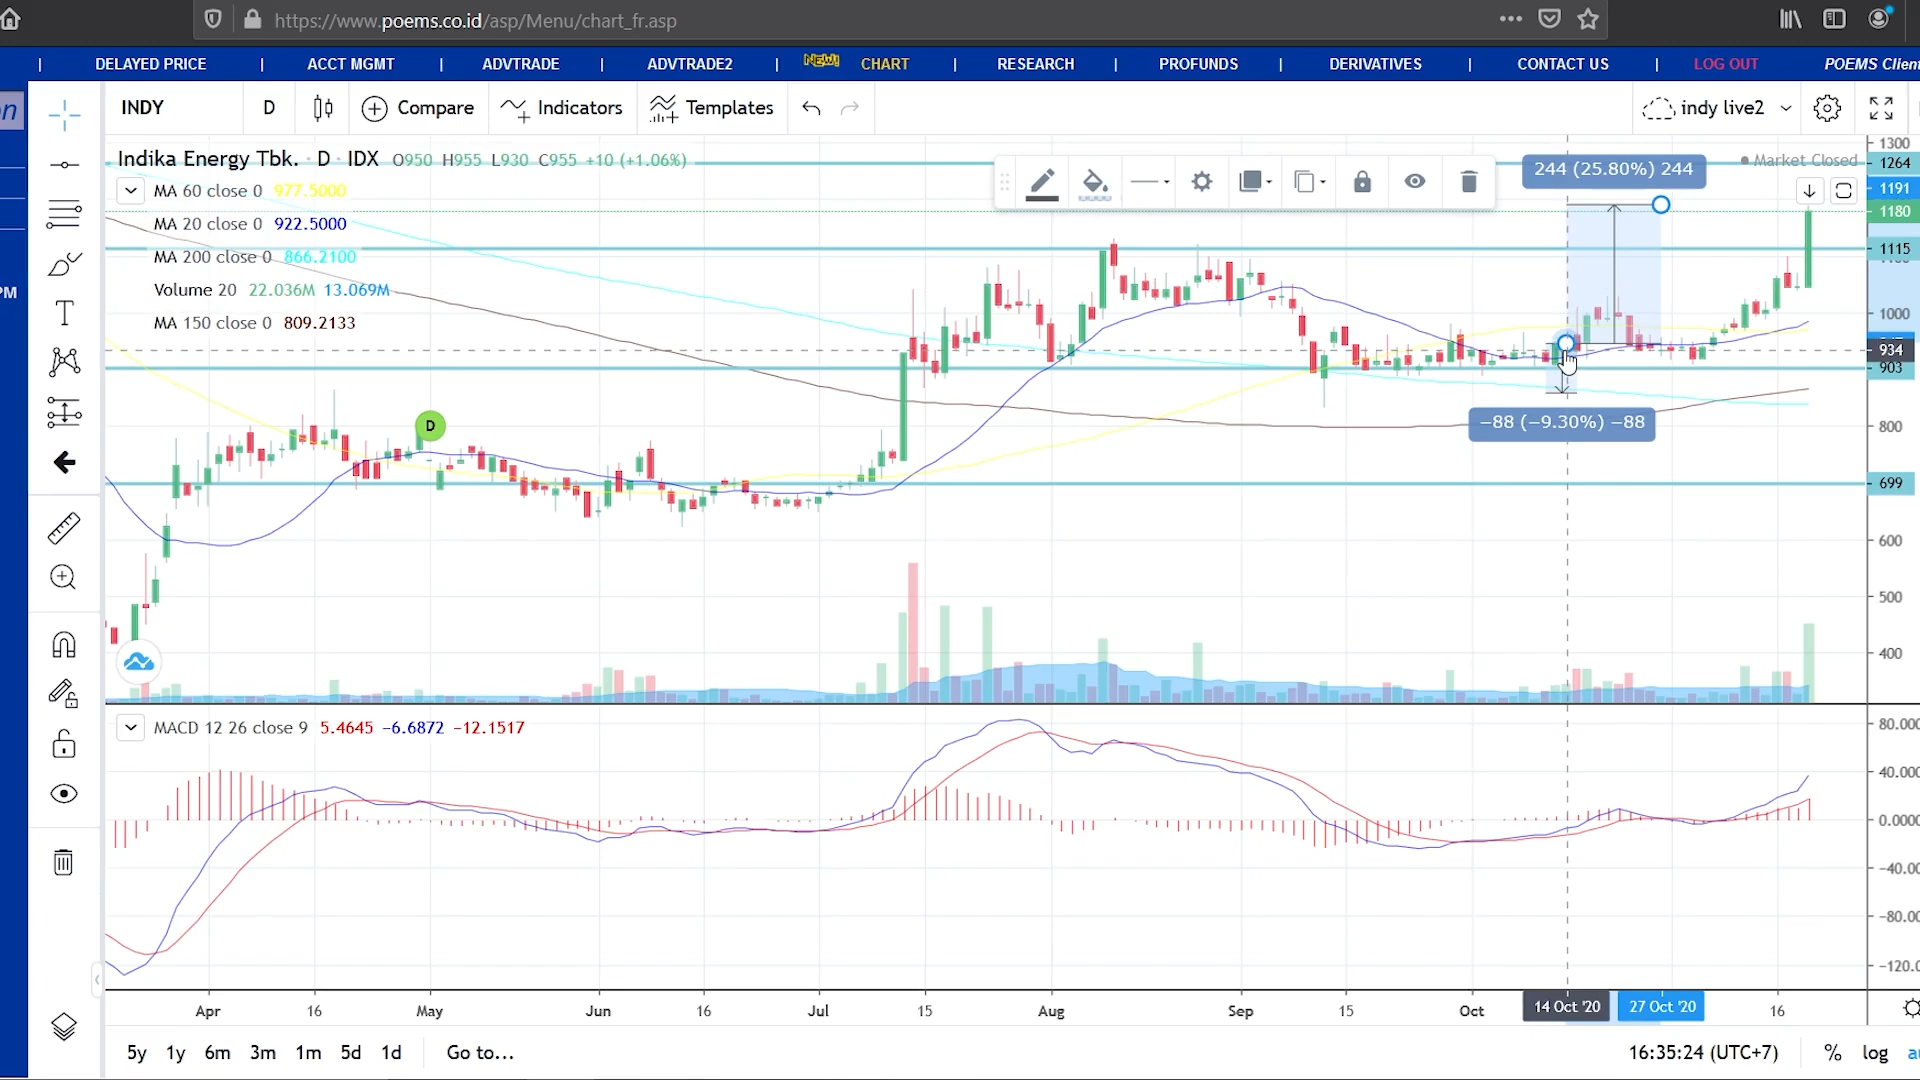 https://www.poems.co.id/asp/Menu/chart_fr.asp
| DELAYED PRICE | ACCT MGMT | ADVTRADE | ADVTRADE2 | NEW! CHART | RESEARCH | PROFUNDS | DERIVATIVES | CONTACT US | LOG OUT POEMS Client
on
PM
INDY D Compare Indicators Templates indy live2
Indika Energy Tbk. · D · IDX O950 H955 L930 C955 +10 (+1.06%)
Market Closed
MA 60 close 0 977.5000
MA 20 close 0 922.5000
MA 200 close 0 866.2100
Volume 20 22.036M 13.069M
MA 150 close 0 809.2133
244 (25.80%) 244
−88 (−9.30%) −88
D
1300
1264
1191
1180
1115
1000
934
903
800
699
600
500
400
MACD 12 26 close 9 5.4645 −6.6872 −12.1517
80.000
40.000
0.0000
−40.00
−80.00
−120.0
Apr 16 May Jun 16 Jul 15 Aug Sep 15 Oct 14 Oct '20 27 Oct '20 16
5y 1y 6m 3m 1m 5d 1d Go to... 16:35:24 (UTC+7) % log au